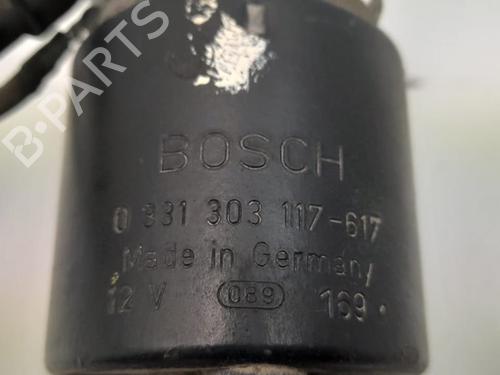 B-PARTS
BOSCH
0 331 303 117-617
Made in Germany
12 V 089 169 •